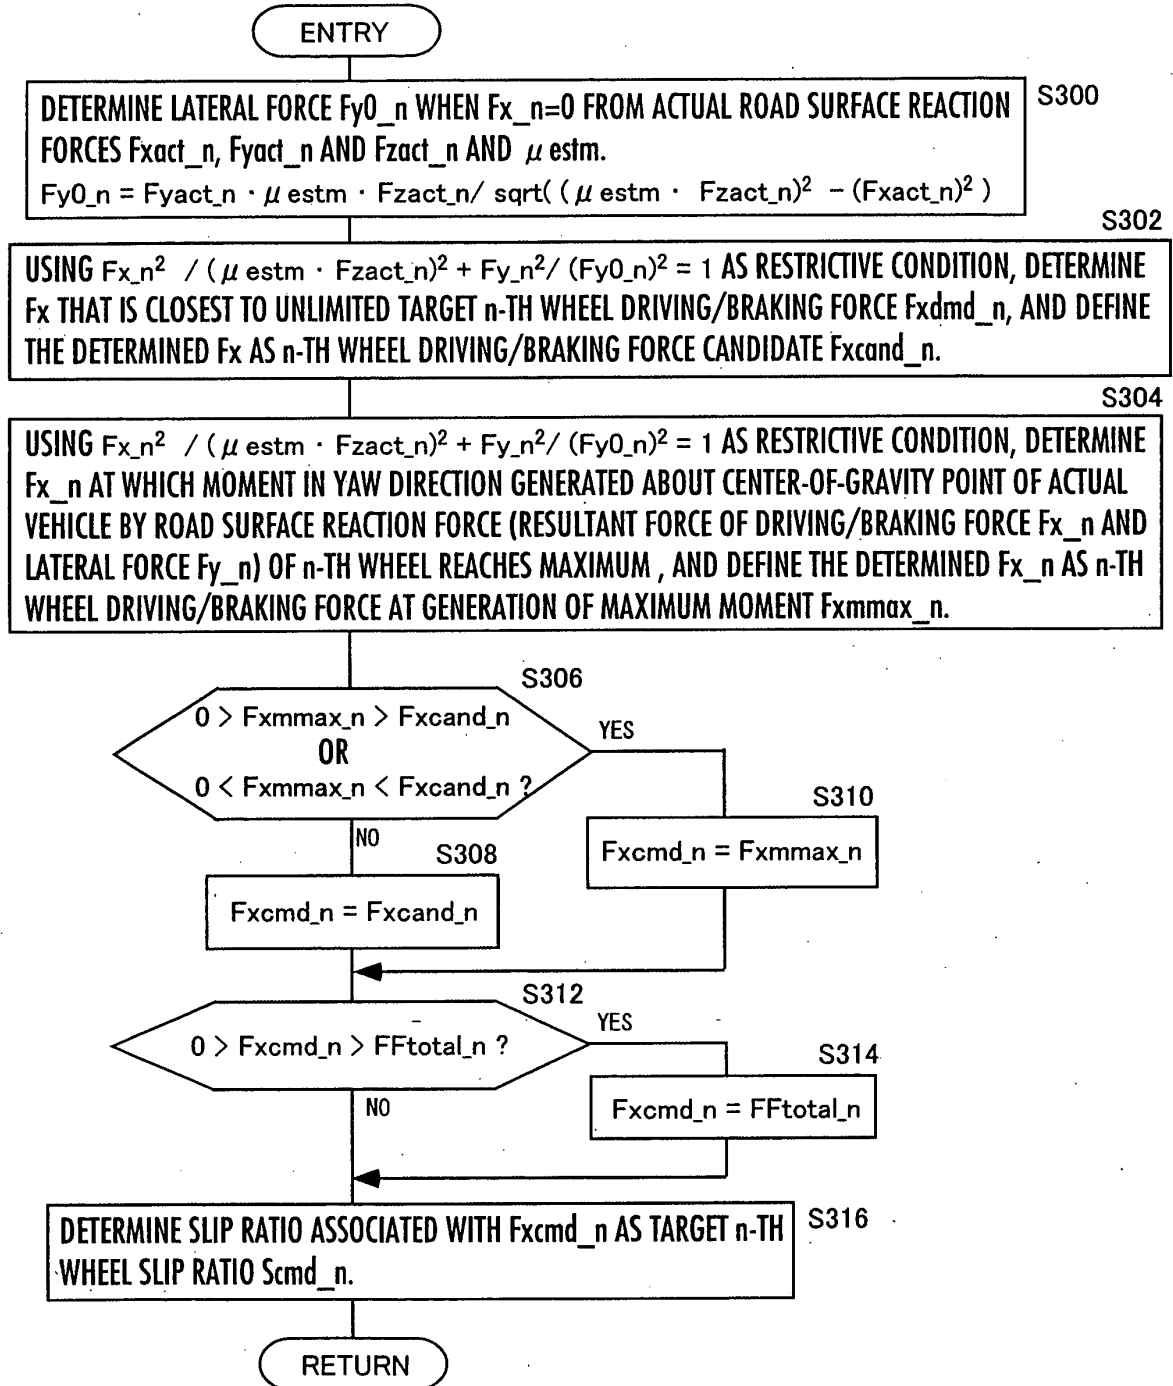 ENTRY
S300
DETERMINE LATERAL FORCE Fy0_n WHEN Fx_n=0 FROM ACTUAL ROAD SURFACE REACTION
FORCES Fxact_n, Fyact_n AND Fzact_n AND μ estm.
Fy0_n = Fyact_n · μ estm · Fzact_n/ sqrt( ( μ estm · Fzact_n)² − (Fxact_n)² )
S302
USING Fx_n² / ( μ estm · Fzact_n)² + Fy_n²/ (Fy0_n)² = 1 AS RESTRICTIVE CONDITION, DETERMINE
Fx THAT IS CLOSEST TO UNLIMITED TARGET n-TH WHEEL DRIVING/BRAKING FORCE Fxdmd_n, AND DEFINE
THE DETERMINED Fx AS n-TH WHEEL DRIVING/BRAKING FORCE CANDIDATE Fxcand_n.
S304
USING Fx_n² / ( μ estm · Fzact_n)² + Fy_n²/ (Fy0_n)² = 1 AS RESTRICTIVE CONDITION, DETERMINE
Fx_n AT WHICH MOMENT IN YAW DIRECTION GENERATED ABOUT CENTER-OF-GRAVITY POINT OF ACTUAL
VEHICLE BY ROAD SURFACE REACTION FORCE (RESULTANT FORCE OF DRIVING/BRAKING FORCE Fx_n AND
LATERAL FORCE Fy_n) OF n-TH WHEEL REACHES MAXIMUM , AND DEFINE THE DETERMINED Fx_n AS n-TH
WHEEL DRIVING/BRAKING FORCE AT GENERATION OF MAXIMUM MOMENT Fxmmax_n.
S306
0 > Fxmmax_n > Fxcand_n
OR
0 < Fxmmax_n < Fxcand_n ?
YES
NO
S310
Fxcmd_n = Fxmmax_n
S308
Fxcmd_n = Fxcand_n
S312
0 > Fxcmd_n > FFtotal_n ?
YES
NO
S314
Fxcmd_n = FFtotal_n
S316
DETERMINE SLIP RATIO ASSOCIATED WITH Fxcmd_n AS TARGET n-TH
WHEEL SLIP RATIO Scmd_n.
RETURN